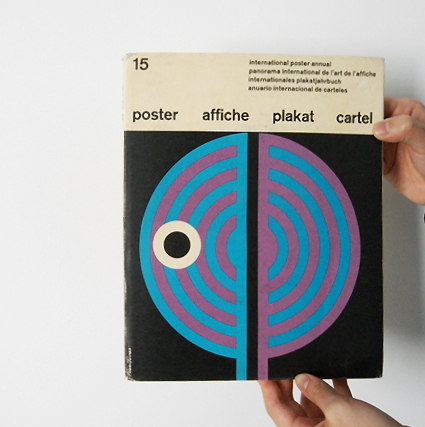 15
international poster annual
panorama international de l'art de l'affiche
internationales plakatjahrbuch
anuario internacional de carteles
poster affiche plakat cartel